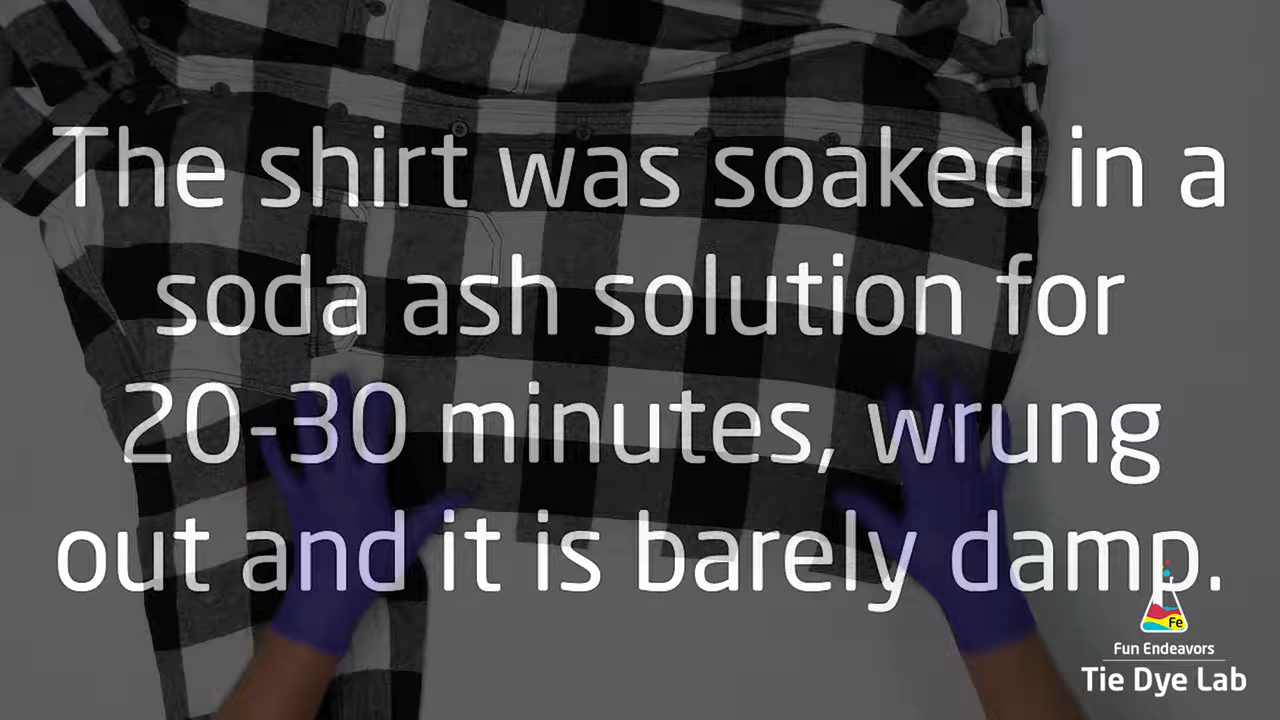 The shirt was soaked in a
soda ash solution for
20-30 minutes, wrung
out and it is barely damp.
Fe
Fun Endeavors
Tie Dye Lab